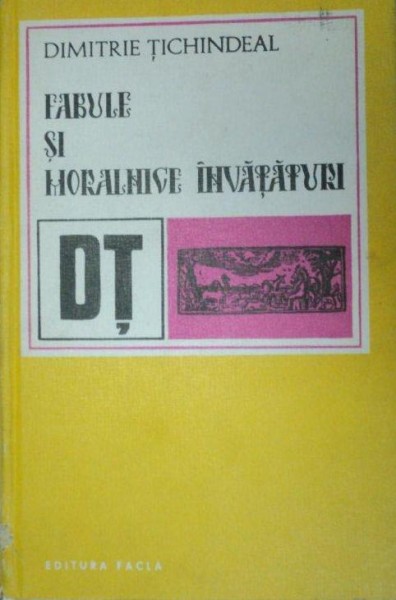 DIMITRIE ȚICHINDEAL
FABULE
ȘI
MORALNICE ÎNVĂȚĂTURI
DȚ
EDITURA FACLA